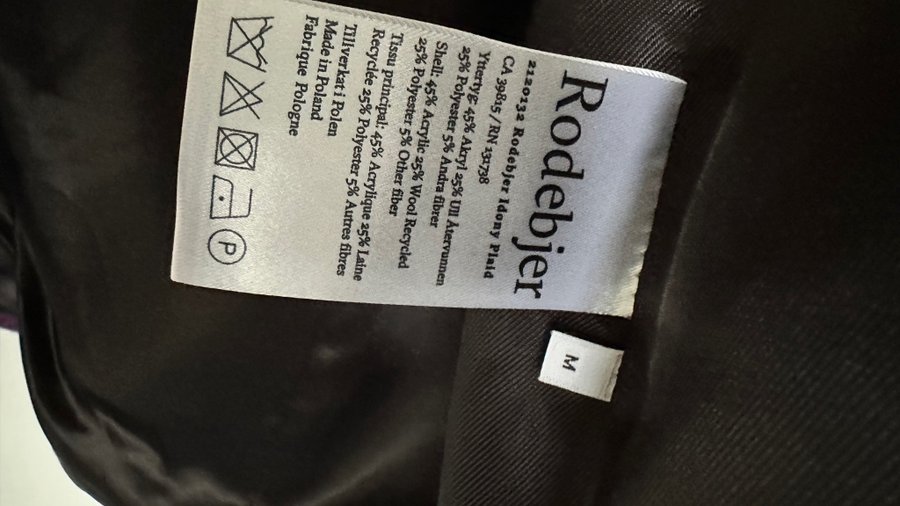 Rodebjer
2120132 Rodebjer Idony Plaid
CA 39815 / RN 131738
Yttertyg: 45% Akryl 25% Ull Återvunnen
25% Polyester 5% Andra fibrer
Shell: 45% Acrylic 25% Wool Recycled
25% Polyester 5% Other fiber
Tissu principal: 45% Acrylique 25% Laine
Recyclée 25% Polyester 5% Autres fibres
Tillverkat i Polen
Made in Poland
Fabrique Pologne
P
M